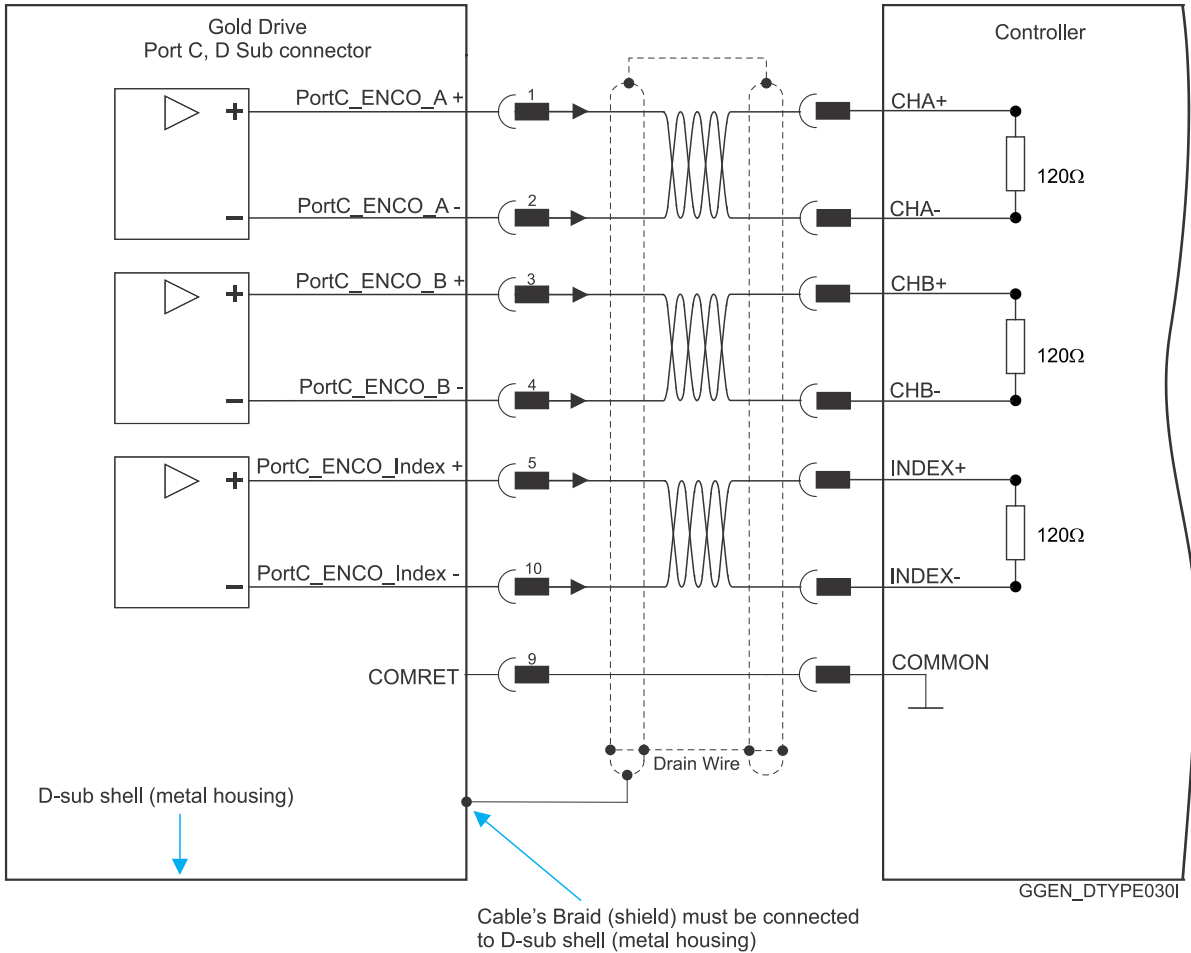 Gold Drive
Port C, D Sub connector
Controller
PortC_ENCO_A +
1
CHA+
+
120Ω
PortC_ENCO_A -
2
CHA-
−
PortC_ENCO_B +
3
CHB+
+
120Ω
PortC_ENCO_B -
4
CHB-
−
PortC_ENCO_Index +
5
INDEX+
+
120Ω
PortC_ENCO_Index -
10
INDEX-
−
COMRET
9
COMMON
Drain Wire
D-sub shell (metal housing)
GGEN_DTYPE030I
Cable's Braid (shield) must be connected
to D-sub shell (metal housing)